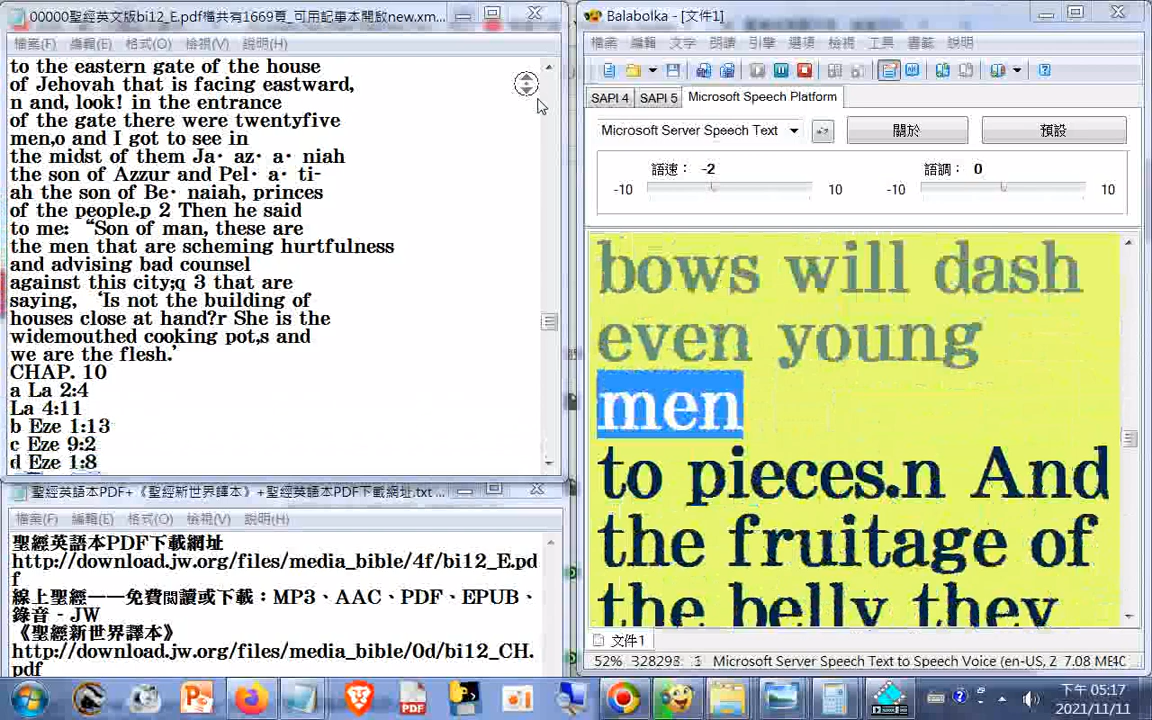 00000聖經英文版bi12_E.pdf檔共有1669頁_可用記事本開啟new.xm...
檔案(F) 編輯(E) 格式(O) 檢視(V) 說明(H)
to the eastern gate of the house
of Jehovah that is facing eastward,
n and, look! in the entrance
of the gate there were twentyfive
men,o and I got to see in
the midst of them Ja· az· a· niah
the son of Azzur and Pel· a· ti-
ah the son of Be· naiah, princes
of the people.p 2 Then he said
to me: “Son of man, these are
the men that are scheming hurtfulness
and advising bad counsel
against this city;q 3 that are
saying, ‘Is not the building of
houses close at hand?r She is the
widemouthed cooking pot,s and
we are the flesh.’
CHAP. 10
a La 2:4
La 4:11
b Eze 1:13
c Eze 9:2
d Eze 1:8
聖經英語本PDF+《聖經新世界譯本》+聖經英語本PDF下載網址.txt ...
檔案(F) 編輯(E) 格式(O) 檢視(V) 說明(H)
聖經英語本PDF下載網址
http://download.jw.org/files/media_bible/4f/bi12_E.pd
f
線上聖經——免費閱讀或下載：MP3、AAC、PDF、EPUB、
錄音 - JW
《聖經新世界譯本》
http://download.jw.org/files/media_bible/0d/bi12_CH.
pdf
Balabolka - [文件1]
檔案 編輯 文字 朗讀 引擎 選項 檢視 工具 書籤 說明
SAPI 4 SAPI 5 Microsoft Speech Platform
Microsoft Server Speech Text 關於 預設
語速： -2 語調： 0
-10 10 -10 10
bows will dash
even young
men
to pieces.n And
the fruitage of
the belly they
文件1
52% Microsoft Server Speech Text to Speech Voice (en-US, Z
下午 05:17
2021/11/11